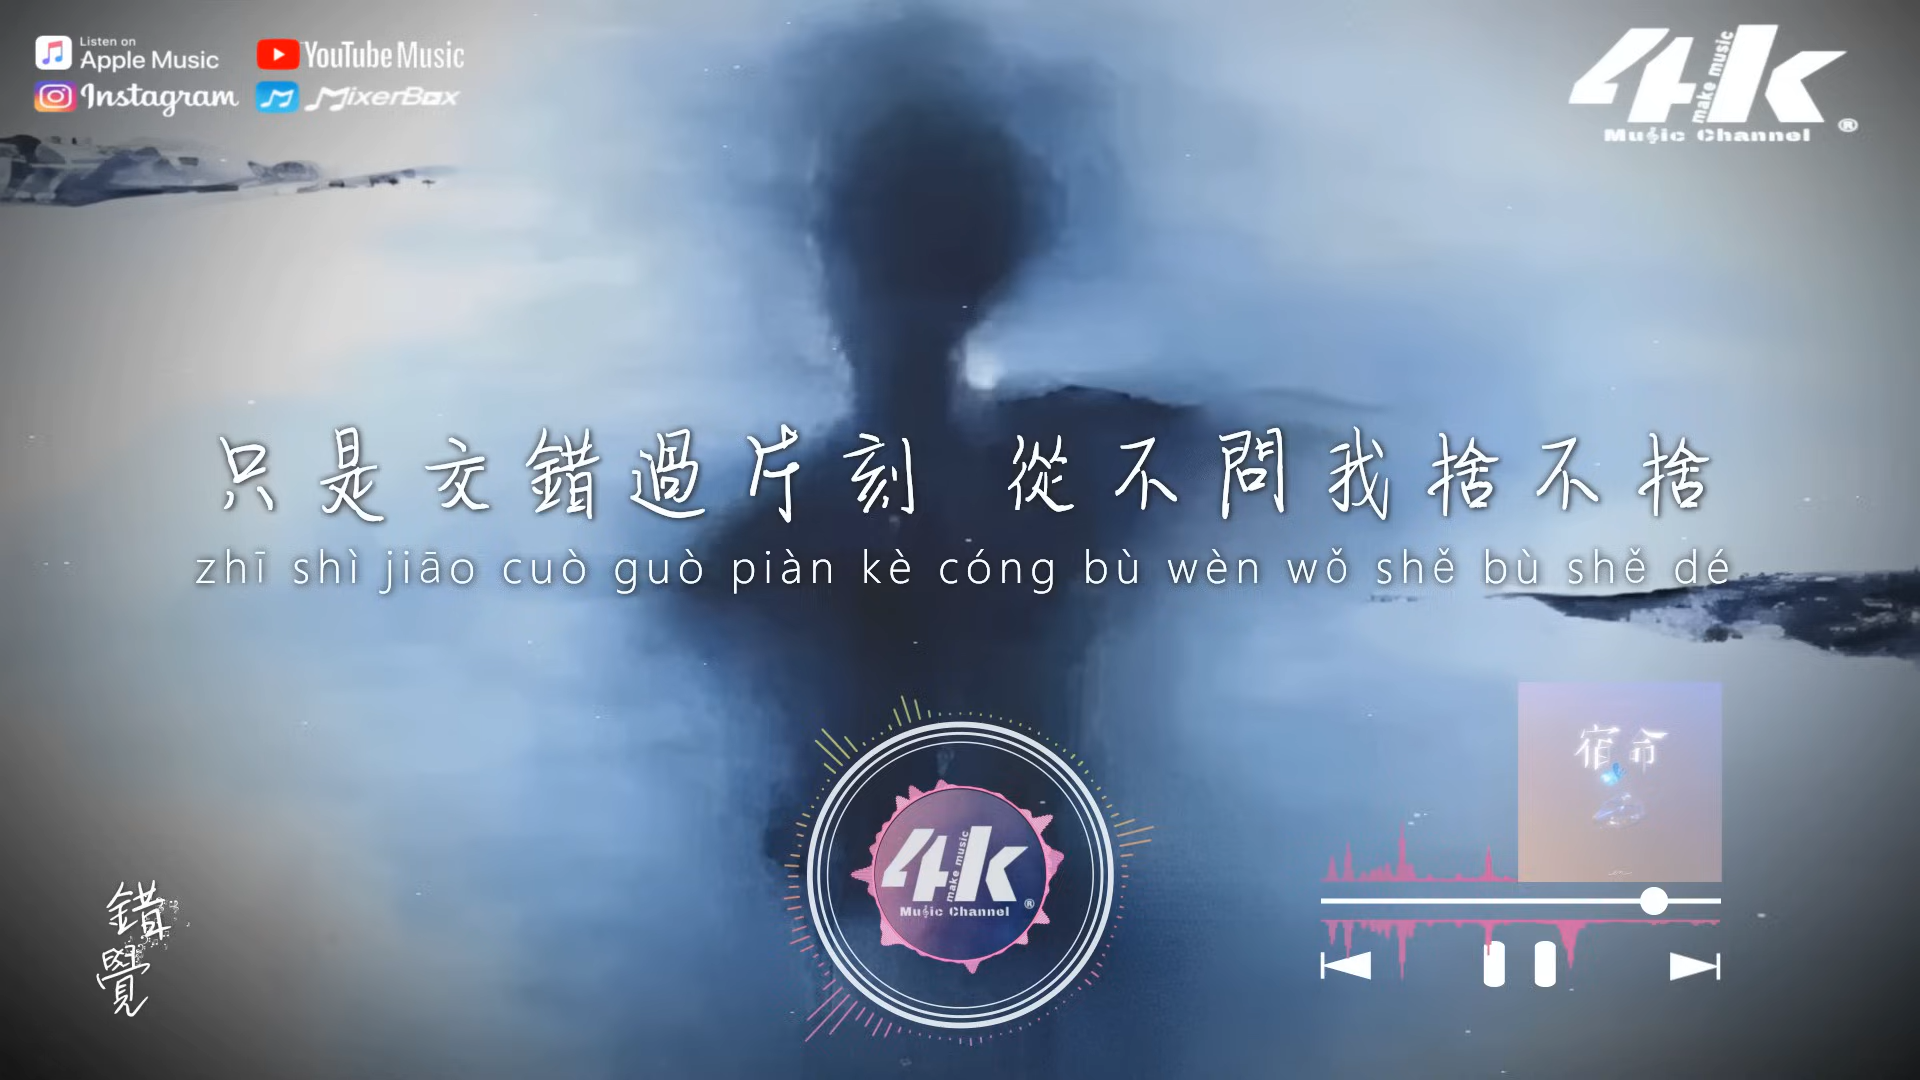 Listen on
Apple Music
YouTube Music
Instagram
MixerBox
4k
make music
Music Channel ®
只是交錯過片刻 從不問我捨不捨
zhī shì jiāo cuò guò piàn kè cóng bù wèn wǒ shě bù shě dé
宿命
4k
make music
Music Channel ®
錯
覺